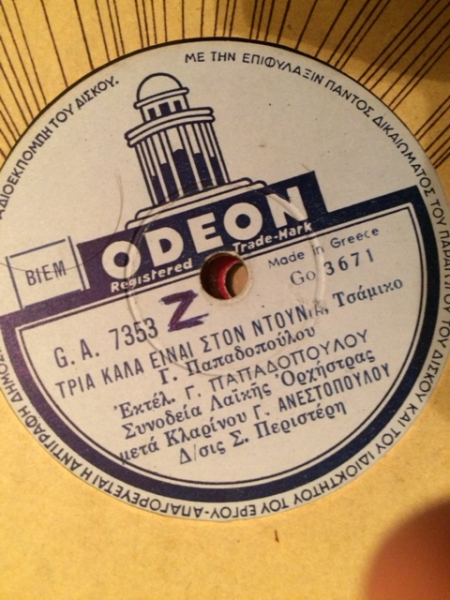 ΑΔΙΟΕΚΠΟΜΠΗ ΤΟΥ ΔΙΣΚΟΥ.
ΜΕ ΤΗΝ ΕΠΙΦΥΛΑΞΙΝ ΠΑΝΤΟΣ ΔΙΚΑΙΩΜΑΤΟΣ ΤΟΥ ΠΑΡΑΓΩΓΟΥ ΤΟΥ ΔΙΣΚΟΥ ΚΑΙ ΤΟΥ ΙΔΙΟΚΤΗΤΟΥ ΤΟΥ ΕΡΓΟΥ-ΑΠΑΓΟΡΕΥΕΤΑΙ Η ΑΝΤΙΓΡΑΦΗ ΔΗΜΟΣ
ODEON
Registered Trade-Mark
BIEM
Made in Greece
G.A. 7353
Go 3671
Z
ΤΡΙΑ ΚΑΛΑ ΕΙΝΑΙ ΣΤΟΝ ΝΤΟΥΝΙΑ, Τσάμικο
Γ. Παπαδοπούλου
Ἐκτέλ. Γ. ΠΑΠΑΔΟΠΟΥΛΟΥ
Συνοδεία Λαϊκῆς Ὀρχήστρας
μετά Κλαρίνου Γ. ΑΝΕΣΤΟΠΟΥΛΟΥ
Δ/σις Σ. Περιστέρη